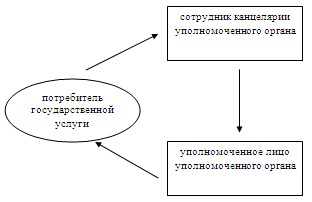 сотрудник канцелярии
уполномоченного органа
потребитель
государственной
услуги
уполномоченное лицо
уполномоченного органа